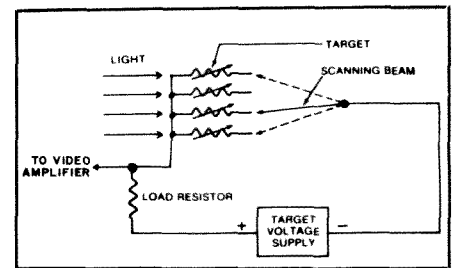 TARGET
LIGHT
SCANNING BEAM
TO VIDEO
AMPLIFIER
LOAD RESISTOR
+
TARGET
VOLTAGE
SUPPLY
−